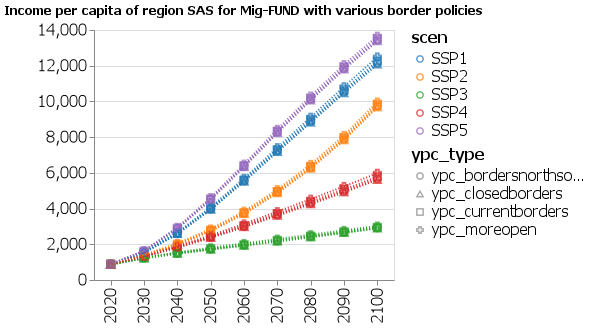 Income per capita of region SAS for Mig-FUND with various border policies
14,000
12,000
10,000
8,000
6,000
4,000
2,000
0
2020
2030
2040
2050
2060
2070
2080
2090
2100
scen
SSP1
SSP2
SSP3
SSP4
SSP5
ypc_type
ypc_bordersnorthso...
ypc_closedborders
ypc_currentborders
ypc_moreopen